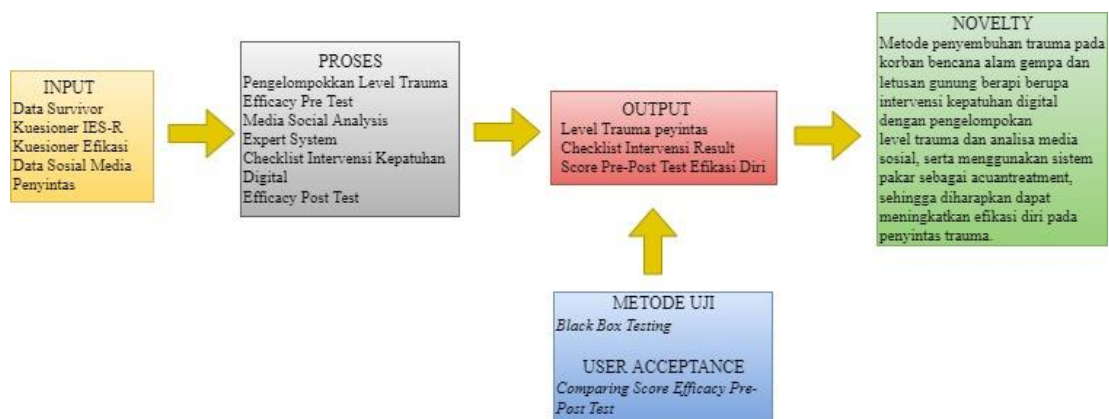 INPUT
Data Survivor
Kuesioner IES-R
Kuesioner Efikasi
Data Sosial Media
Penyintas
PROSES
Pengelompokkan Level Trauma
Efficacy Pre Test
Media Social Analysis
Expert System
Checklist Intervensi Kepatuhan
Digital
Efficacy Post Test
OUTPUT
Level Trauma peyintas
Checklist Intervensi Result
Score Pre-Post Test Efikasi Diri
METODE UJI
Black Box Testing
USER ACCEPTANCE
Comparing Score Efficacy Pre-
Post Test
NOVELTY
Metode penyembuhan trauma pada
korban bencana alam gempa dan
letusan gunung berapi berupa
intervensi kepatuhan digital
dengan pengelompokan
level trauma dan analisa media
sosial, serta menggunakan sistem
pakar sebagai acuantreatment,
sehingga diharapkan dapat
meningkatkan efikasi diri pada
penyintas trauma.